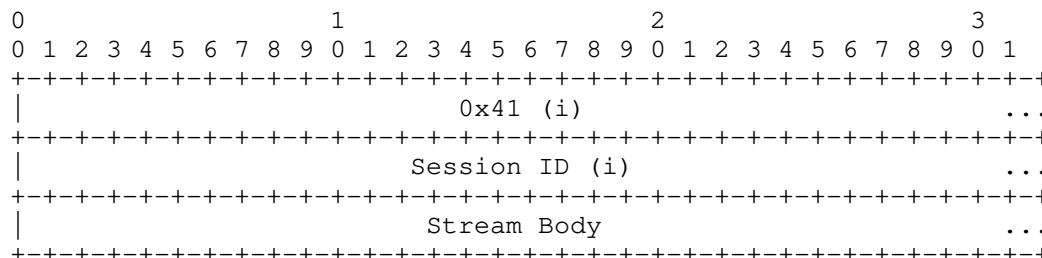 0                   1                   2                   3
0 1 2 3 4 5 6 7 8 9 0 1 2 3 4 5 6 7 8 9 0 1 2 3 4 5 6 7 8 9 0 1
+-+-+-+-+-+-+-+-+-+-+-+-+-+-+-+-+-+-+-+-+-+-+-+-+-+-+-+-+-+-+-+-+
|                           0x41 (i)                          ...
+-+-+-+-+-+-+-+-+-+-+-+-+-+-+-+-+-+-+-+-+-+-+-+-+-+-+-+-+-+-+-+-+
|                        Session ID (i)                       ...
+-+-+-+-+-+-+-+-+-+-+-+-+-+-+-+-+-+-+-+-+-+-+-+-+-+-+-+-+-+-+-+-+
|                         Stream Body                         ...
+-+-+-+-+-+-+-+-+-+-+-+-+-+-+-+-+-+-+-+-+-+-+-+-+-+-+-+-+-+-+-+-+